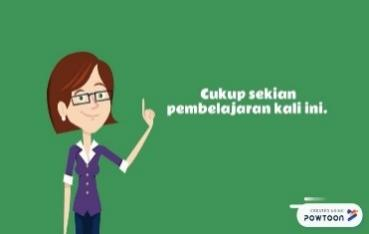 Cukup sekian
pembelajaran kali ini.
CREATED USING
POWTOON